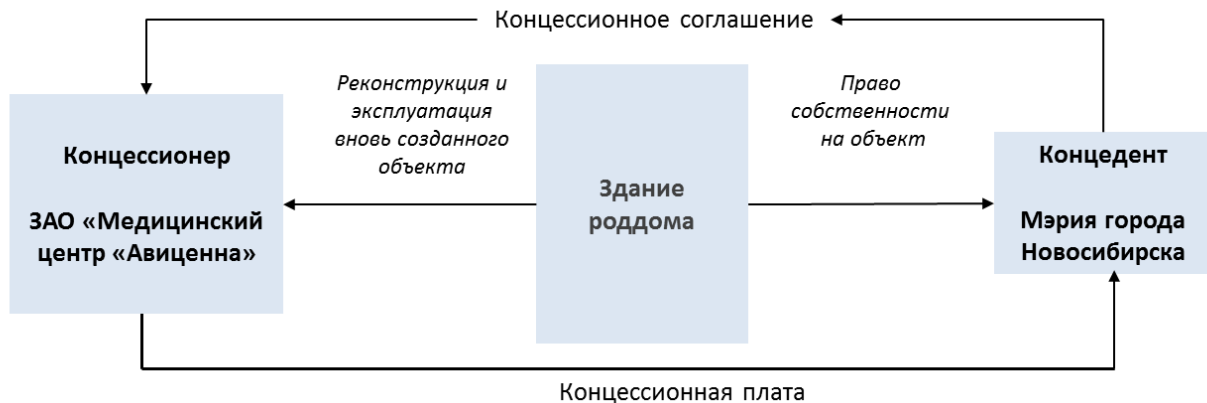 Концессионное соглашение
Реконструкция и
эксплуатация
вновь созданного
объекта
Право
собственности
на объект
Концессионер
ЗАО «Медицинский
центр «Авиценна»
Здание
роддома
Концедент
Мэрия города
Новосибирска
Концессионная плата